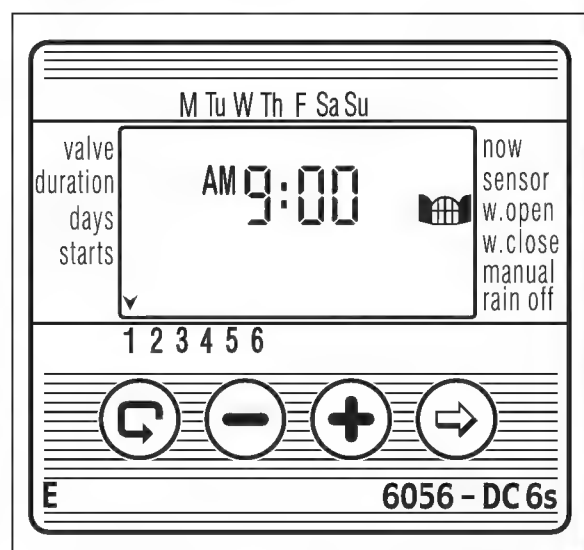 M Tu W Th F Sa Su
valve
duration
days
starts
AM 9:00
now
sensor
w.open
w.close
manual
rain off
1 2 3 4 5 6
E
6056 – DC 6s